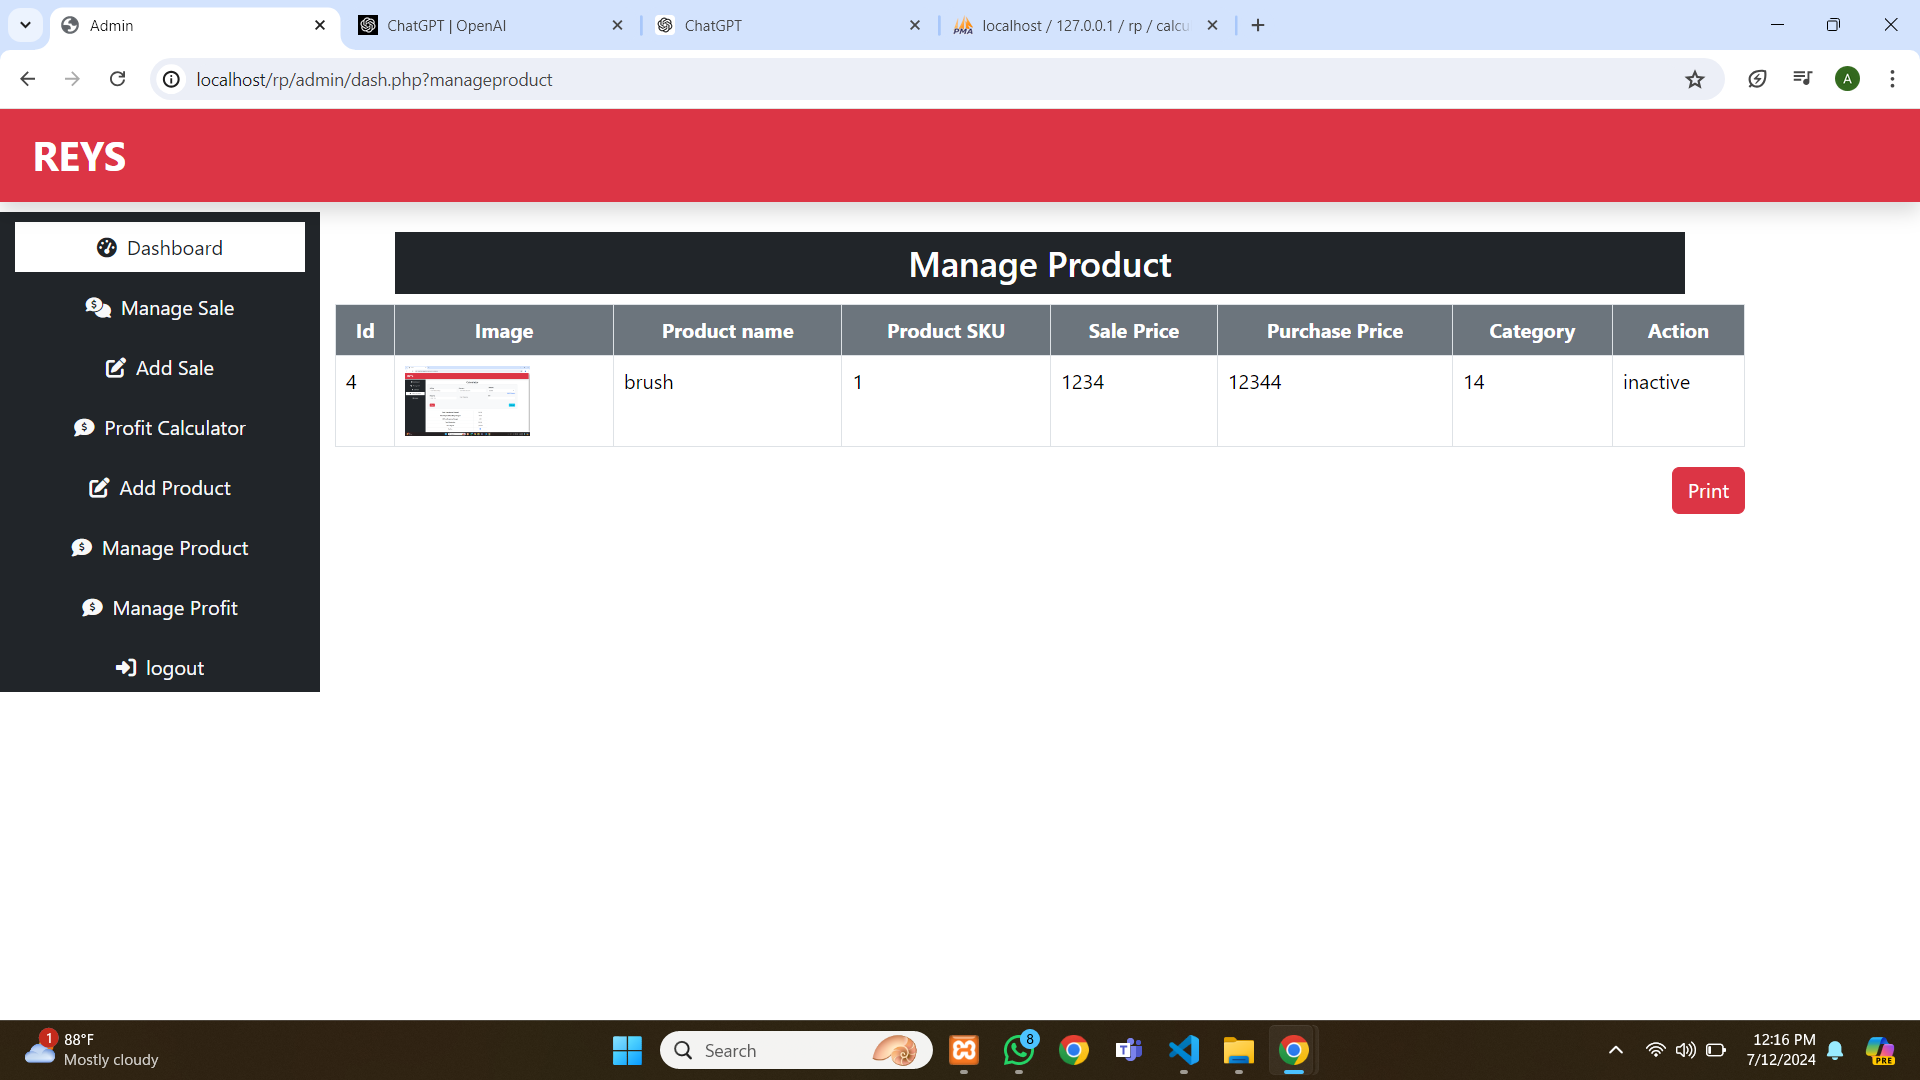 Admin
ChatGPT | OpenAI
ChatGPT
localhost / 127.0.0.1 / rp / calcu
localhost/rp/admin/dash.php?manageproduct
A
REYS
Dashboard
Manage Sale
Add Sale
Profit Calculator
Add Product
Manage Product
Manage Profit
logout
Manage Product
Id Image Product name Product SKU Sale Price Purchase Price Category Action
4 brush 1 1234 12344 14 inactive
Print
1
88°F
Mostly cloudy
Search
8
12:16 PM
7/12/2024
PRE